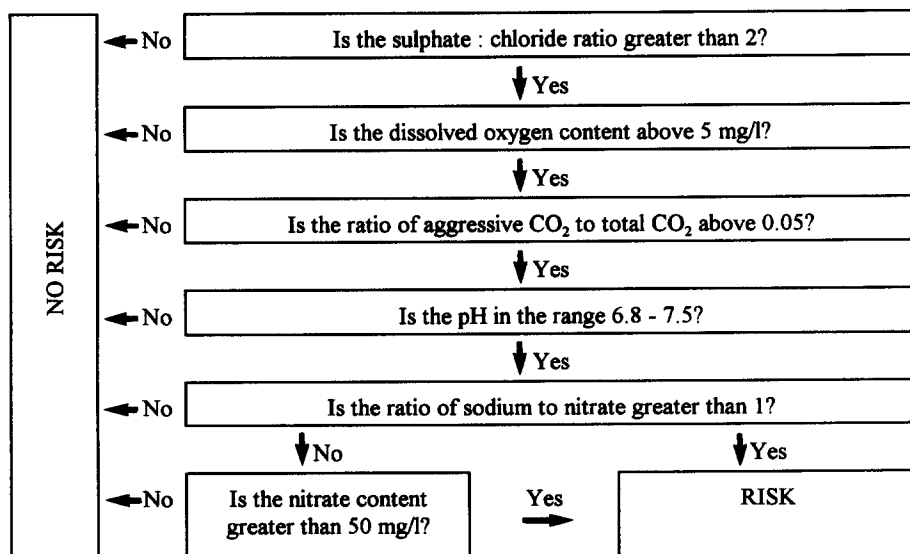 No
Is the sulphate : chloride ratio greater than 2?
Yes
No
Is the dissolved oxygen content above 5 mg/l?
Yes
No
Is the ratio of aggressive CO₂ to total CO₂ above 0.05?
Yes
NO RISK
No
Is the pH in the range 6.8 - 7.5?
Yes
No
Is the ratio of sodium to nitrate greater than 1?
No
Yes
No
Is the nitrate content
greater than 50 mg/l?
Yes
RISK